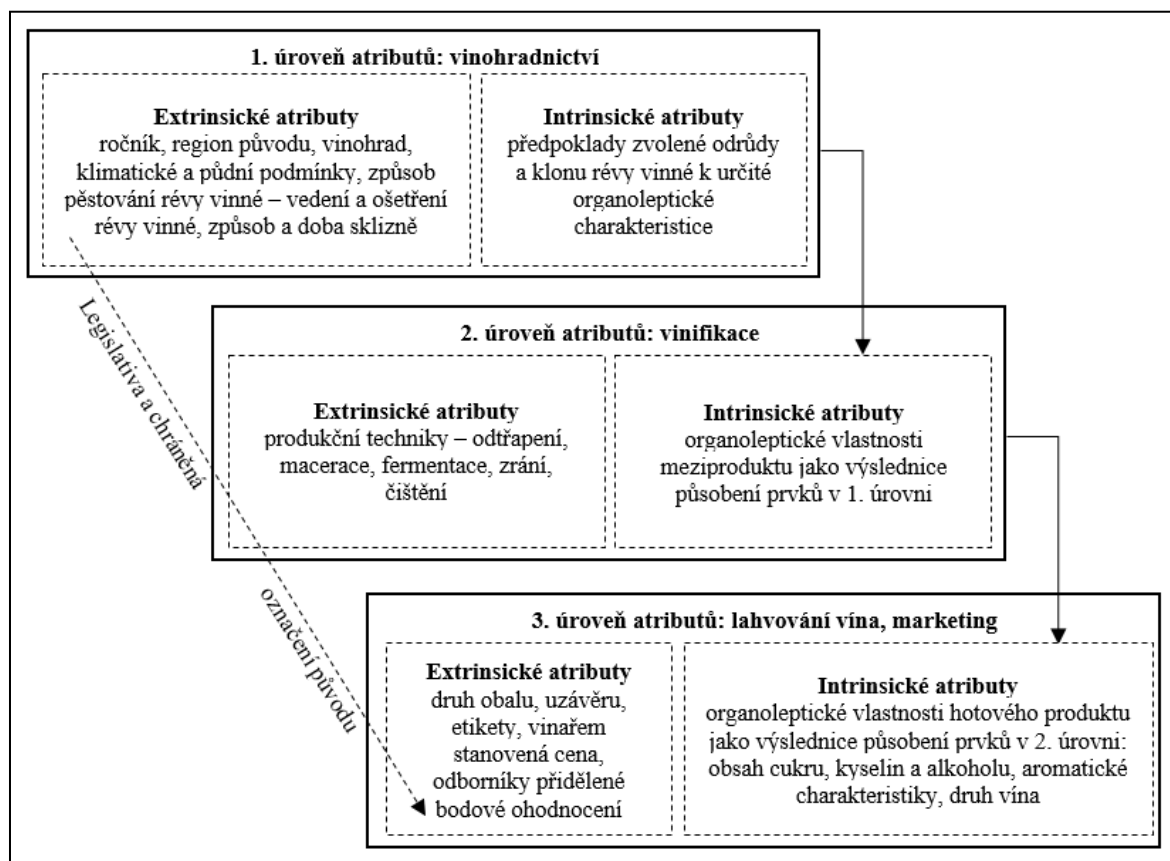 1. úroveň atributů: vinohradnictví
Extrinsické atributy
ročník, region původu, vinohrad,
klimatické a půdní podmínky, způsob
pěstování révy vinné – vedení a ošetření
révy vinné, způsob a doba sklizně
Intrinsické atributy
předpoklady zvolené odrůdy
a klonu révy vinné k určité
organoleptické
charakteristice
Legislativa a chráněná
označení původu
2. úroveň atributů: vinifikace
Extrinsické atributy
produkční techniky – odtřapení,
macerace, fermentace, zrání,
čištění
Intrinsické atributy
organoleptické vlastnosti
meziproduktu jako výslednice
působení prvků v 1. úrovni
3. úroveň atributů: lahvování vína, marketing
Extrinsické atributy
druh obalu, uzávěru,
etikety, vinařem
stanovená cena,
odborníky přidělené
bodové ohodnocení
Intrinsické atributy
organoleptické vlastnosti hotového produktu
jako výslednice působení prvků v 2. úrovni:
obsah cukru, kyselin a alkoholu, aromatické
charakteristiky, druh vína